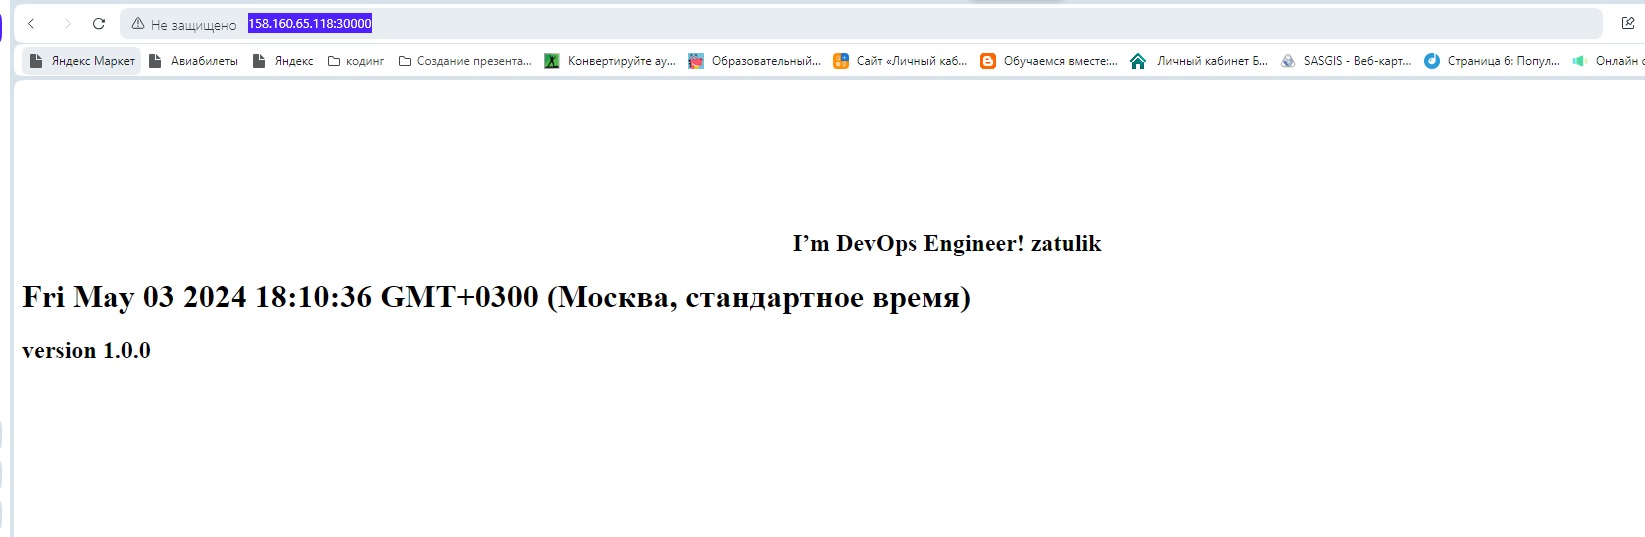 Не защищено 158.160.65.118:30000
Яндекс Маркет Авиабилеты Яндекс кодинг Создание презента... Конвертируйте ау... Образовательный... Сайт «Личный каб... Обучаемся вместе:... Личный кабинет Б... SASGIS - Веб-карт... Страница 6: Попул... Онлайн с
I’m DevOps Engineer! zatulik
Fri May 03 2024 18:10:36 GMT+0300 (Москва, стандартное время)
version 1.0.0